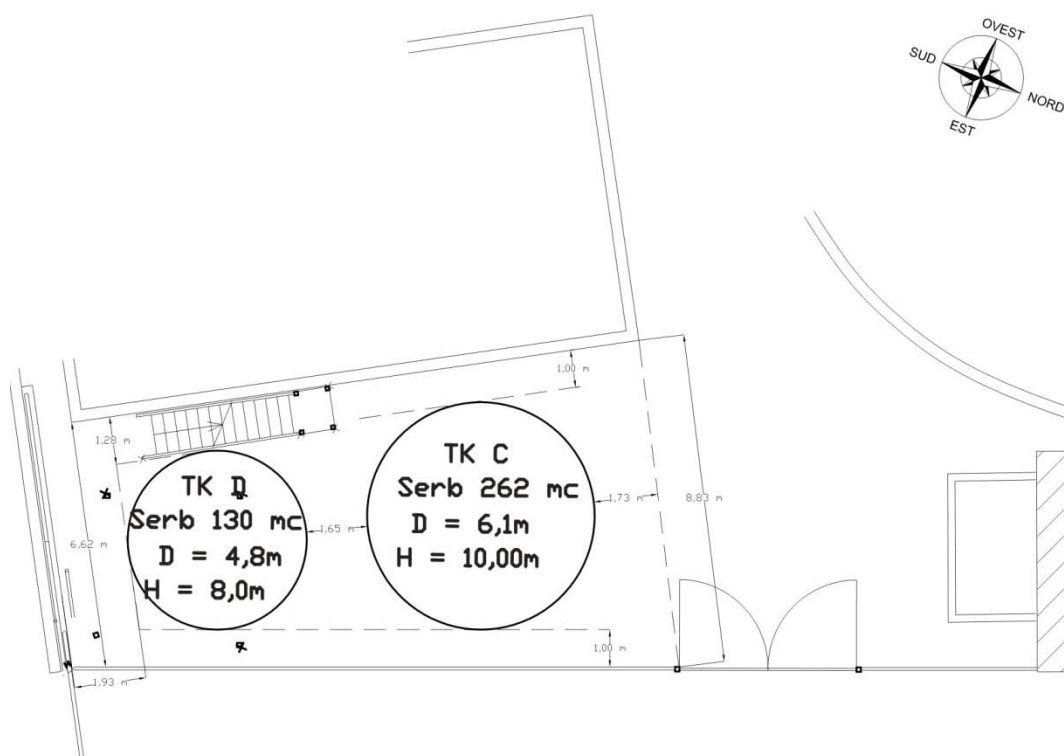 OVEST
SUD
NORD
EST
1,00 m
1,28 m
TK D
Serb 130 mc
D = 4,8m
H = 8,0m
TK C
Serb 262 mc
D = 6,1m
H = 10,00m
1,65
1,73 m
8,83 m
6,62 m
1,00 m
1,93 m